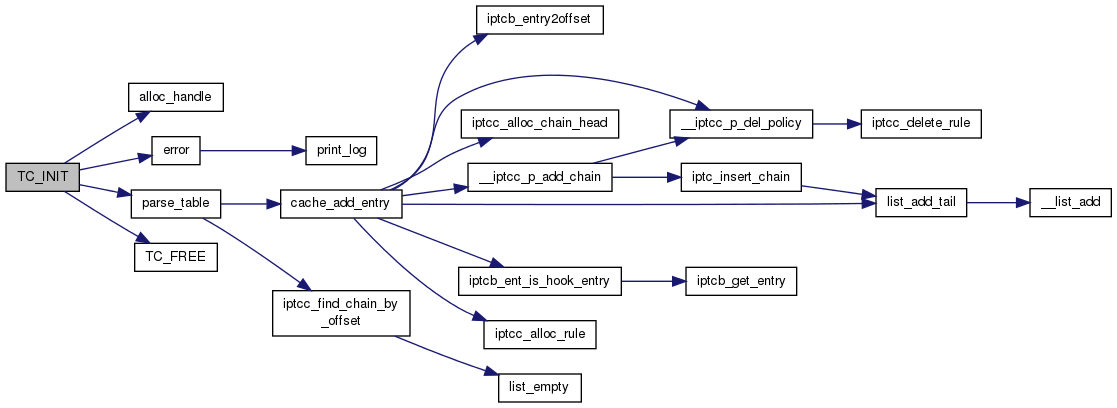 TC_INIT
alloc_handle
error
parse_table
TC_FREE
print_log
cache_add_entry
iptcc_find_chain_by
_offset
iptcb_entry2offset
iptcc_alloc_chain_head
__iptcc_p_add_chain
iptcb_ent_is_hook_entry
iptcc_alloc_rule
list_empty
__iptcc_p_del_policy
iptc_insert_chain
iptcb_get_entry
iptcc_delete_rule
list_add_tail
__list_add